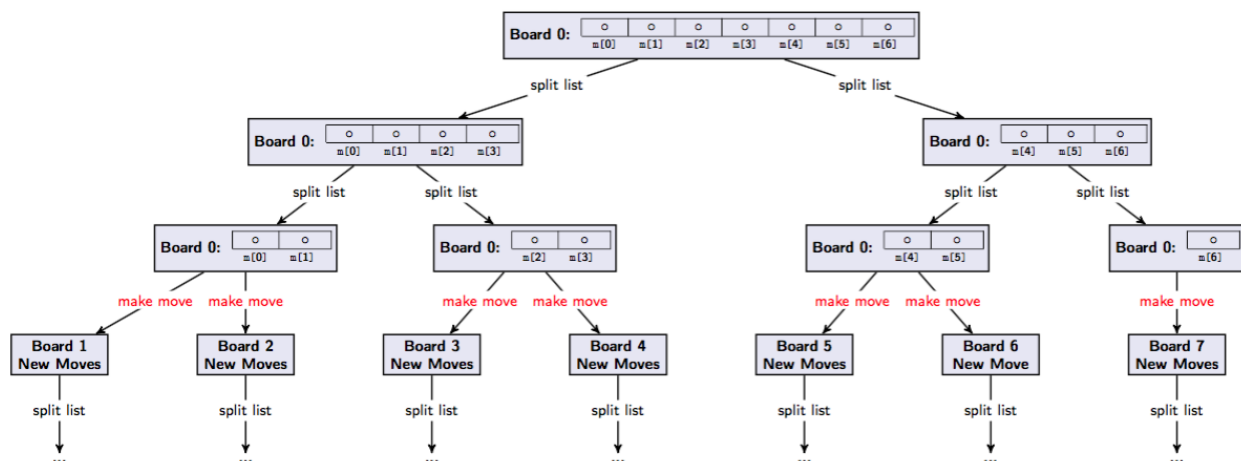 Board 0:
m[0] m[1] m[2] m[3] m[4] m[5] m[6]
split list split list
Board 0: Board 0:
m[0] m[1] m[2] m[3] m[4] m[5] m[6]
split list split list split list split list
Board 0: Board 0: Board 0: Board 0:
m[0] m[1] m[2] m[3] m[4] m[5] m[6]
make move make move make move make move make move make move make move
Board 1 Board 2 Board 3 Board 4 Board 5 Board 6 Board 7
New Moves New Moves New Moves New Moves New Moves New Move New Moves
split list split list split list split list split list split list split list
... ... ... ... ... ... ...